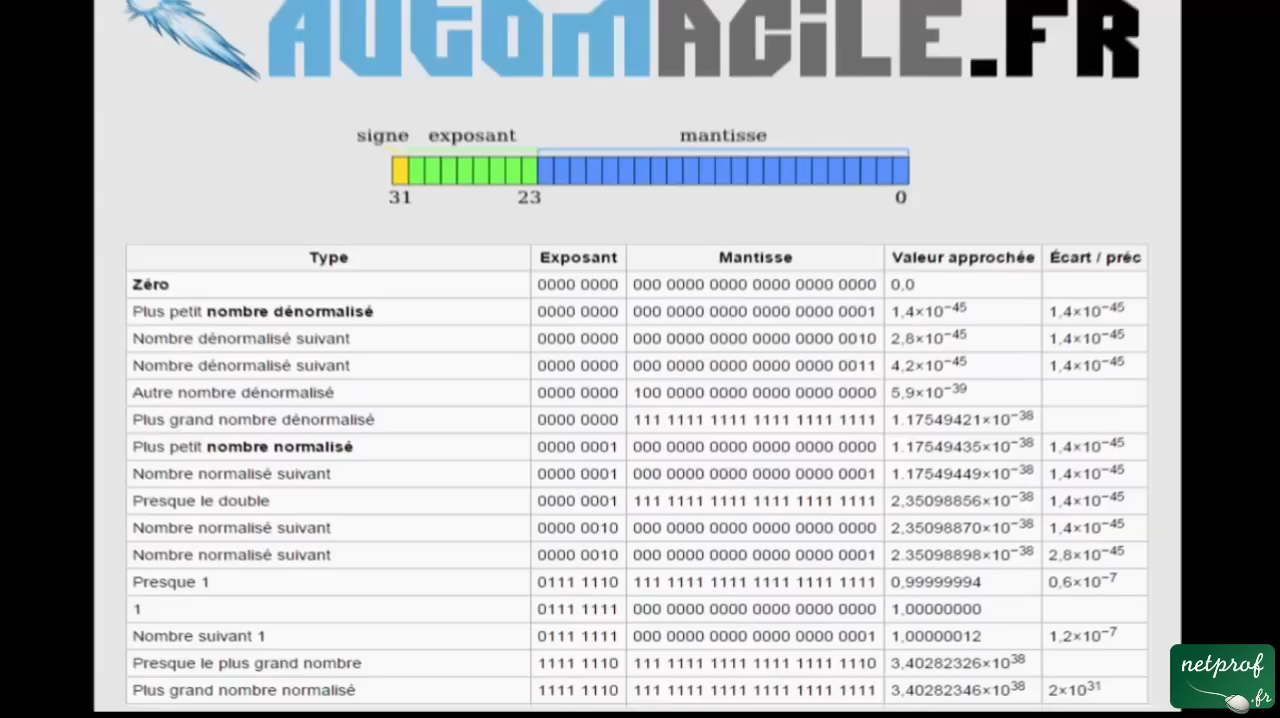 AUTOMACILE.FR
signe exposant mantisse
31 23 0
Type Exposant Mantisse Valeur approchée Écart / préc
Zéro 0000 0000 000 0000 0000 0000 0000 0000 0,0
Plus petit nombre dénormalisé 0000 0000 000 0000 0000 0000 0000 0001 1,4×10⁻⁴⁵ 1,4×10⁻⁴⁵
Nombre dénormalisé suivant 0000 0000 000 0000 0000 0000 0000 0010 2,8×10⁻⁴⁵ 1,4×10⁻⁴⁵
Nombre dénormalisé suivant 0000 0000 000 0000 0000 0000 0000 0011 4,2×10⁻⁴⁵ 1,4×10⁻⁴⁵
Autre nombre dénormalisé 0000 0000 100 0000 0000 0000 0000 0000 5,9×10⁻³⁹
Plus grand nombre dénormalisé 0000 0000 111 1111 1111 1111 1111 1111 1.17549421×10⁻³⁸
Plus petit nombre normalisé 0000 0001 000 0000 0000 0000 0000 0000 1.17549435×10⁻³⁸ 1,4×10⁻⁴⁵
Nombre normalisé suivant 0000 0001 000 0000 0000 0000 0000 0001 1.17549449×10⁻³⁸ 1,4×10⁻⁴⁵
Presque le double 0000 0001 111 1111 1111 1111 1111 1111 2,35098856×10⁻³⁸ 1,4×10⁻⁴⁵
Nombre normalisé suivant 0000 0010 000 0000 0000 0000 0000 0000 2,35098870×10⁻³⁸ 1,4×10⁻⁴⁵
Nombre normalisé suivant 0000 0010 000 0000 0000 0000 0000 0001 2.35098898×10⁻³⁸ 2,8×10⁻⁴⁵
Presque 1 0111 1110 111 1111 1111 1111 1111 1111 0,99999994 0,6×10⁻⁷
1 0111 1111 000 0000 0000 0000 0000 0000 1,00000000
Nombre suivant 1 0111 1111 000 0000 0000 0000 0000 0001 1,00000012 1,2×10⁻⁷
Presque le plus grand nombre 1111 1110 111 1111 1111 1111 1111 1110 3,40282326×10³⁸
Plus grand nombre normalisé 1111 1110 111 1111 1111 1111 1111 1111 3,40282346×10³⁸ 2×10³¹
netprof
.fr